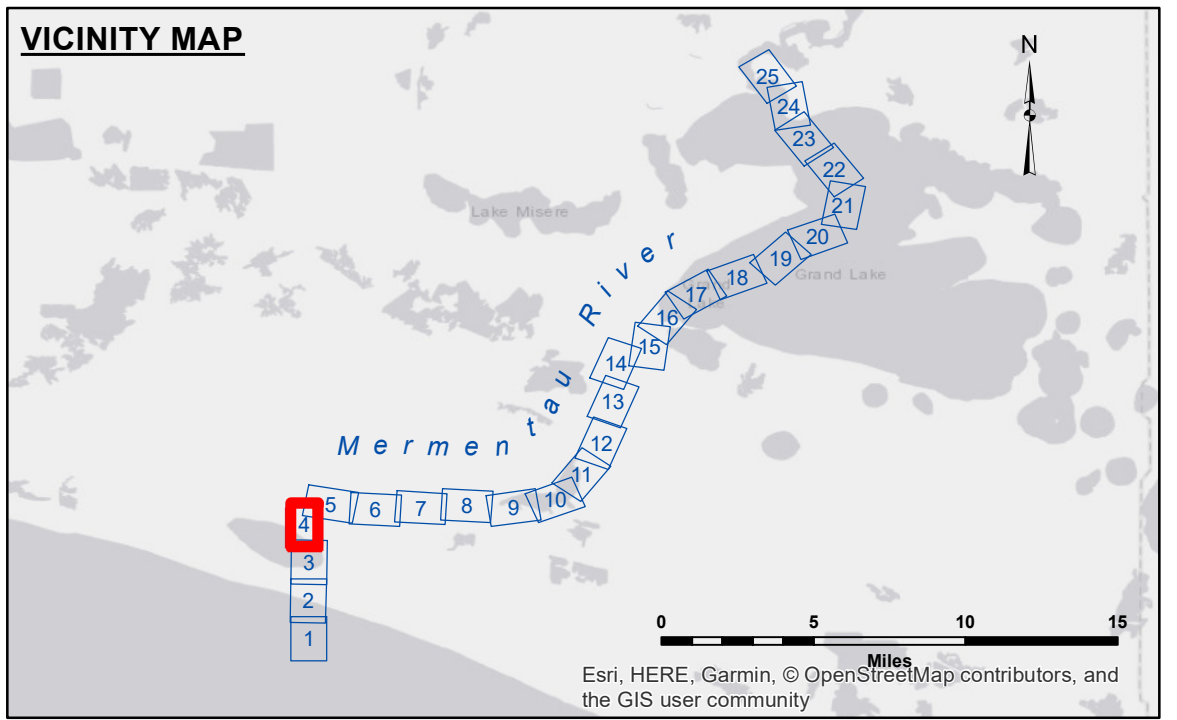 VICINITY MAP
N
25
24
23
22
21
20
19
18
17
16
15
14
13
12
11
10
9
8
7
6
5
4
3
2
1
Lake Misere
Grand Lake
Grand
Lake
Mermentau River
0 5 10 15
Miles
Esri, HERE, Garmin, © OpenStreetMap contributors, and
the GIS user community